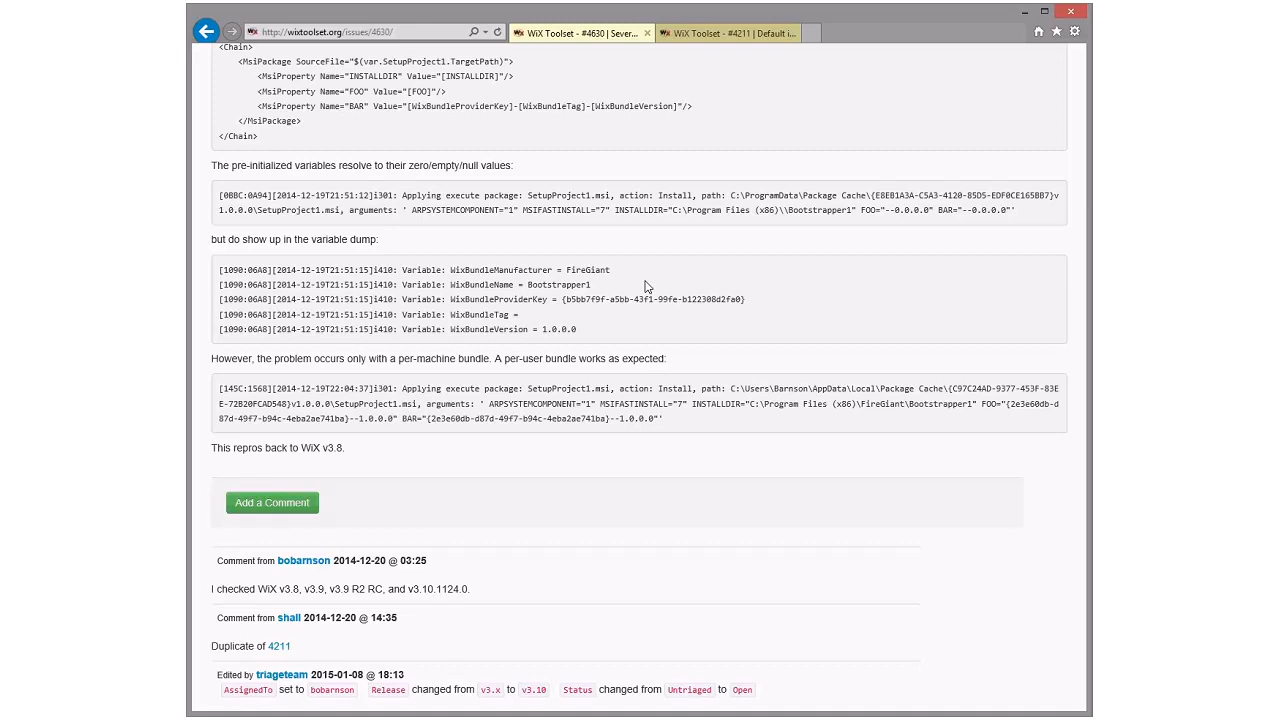 http://wixtoolset.org/issues/4630/
WiX Toolset - #4630 | Sever...
WiX Toolset - #4211 | Default i...
<Chain>
<MsiPackage SourceFile="$(var.SetupProject1.TargetPath)">
<MsiProperty Name="INSTALLDIR" Value="[INSTALLDIR]"/>
<MsiProperty Name="FOO" Value="[FOO]"/>
<MsiProperty Name="BAR" Value="[WixBundleProviderKey]-[WixBundleTag]-[WixBundleVersion]"/>
</MsiPackage>
</Chain>
The pre-initialized variables resolve to their zero/empty/null values:
[0BBC:0A94][2014-12-19T21:51:12]i301: Applying execute package: SetupProject1.msi, action: Install, path: C:\ProgramData\Package Cache\{E8EB1A3A-C5A3-4120-85D5-EDF0CE165BB7}v
1.0.0.0\SetupProject1.msi, arguments: ' ARPSYSTEMCOMPONENT="1" MSIFASTINSTALL="7" INSTALLDIR="C:\Program Files (x86)\\Bootstrapper1" FOO="--0.0.0.0" BAR="--0.0.0.0"'
but do show up in the variable dump:
[1090:06A8][2014-12-19T21:51:15]i410: Variable: WixBundleManufacturer = FireGiant
[1090:06A8][2014-12-19T21:51:15]i410: Variable: WixBundleName = Bootstrapper1
[1090:06A8][2014-12-19T21:51:15]i410: Variable: WixBundleProviderKey = {b5bb7f9f-a5bb-43f1-99fe-b122308d2fa0}
[1090:06A8][2014-12-19T21:51:15]i410: Variable: WixBundleTag =
[1090:06A8][2014-12-19T21:51:15]i410: Variable: WixBundleVersion = 1.0.0.0
However, the problem occurs only with a per-machine bundle. A per-user bundle works as expected:
[145C:1568][2014-12-19T22:04:37]i301: Applying execute package: SetupProject1.msi, action: Install, path: C:\Users\Barnson\AppData\Local\Package Cache\{C97C24AD-9377-453F-83E
E-72B20FCAD548}v1.0.0.0\SetupProject1.msi, arguments: ' ARPSYSTEMCOMPONENT="1" MSIFASTINSTALL="7" INSTALLDIR="C:\Program Files (x86)\FireGiant\Bootstrapper1" FOO="{2e3e60db-d
87d-49f7-b94c-4eba2ae741ba}--1.0.0.0" BAR="{2e3e60db-d87d-49f7-b94c-4eba2ae741ba}--1.0.0.0"'
This repros back to WiX v3.8.
Add a Comment
Comment from bobarnson 2014-12-20 @ 03:25
I checked WiX v3.8, v3.9, v3.9 R2 RC, and v3.10.1124.0.
Comment from shall 2014-12-20 @ 14:35
Duplicate of 4211
Edited by triageteam 2015-01-08 @ 18:13
AssignedTo set to bobarnson Release changed from v3.x to v3.10 Status changed from Untriaged to Open